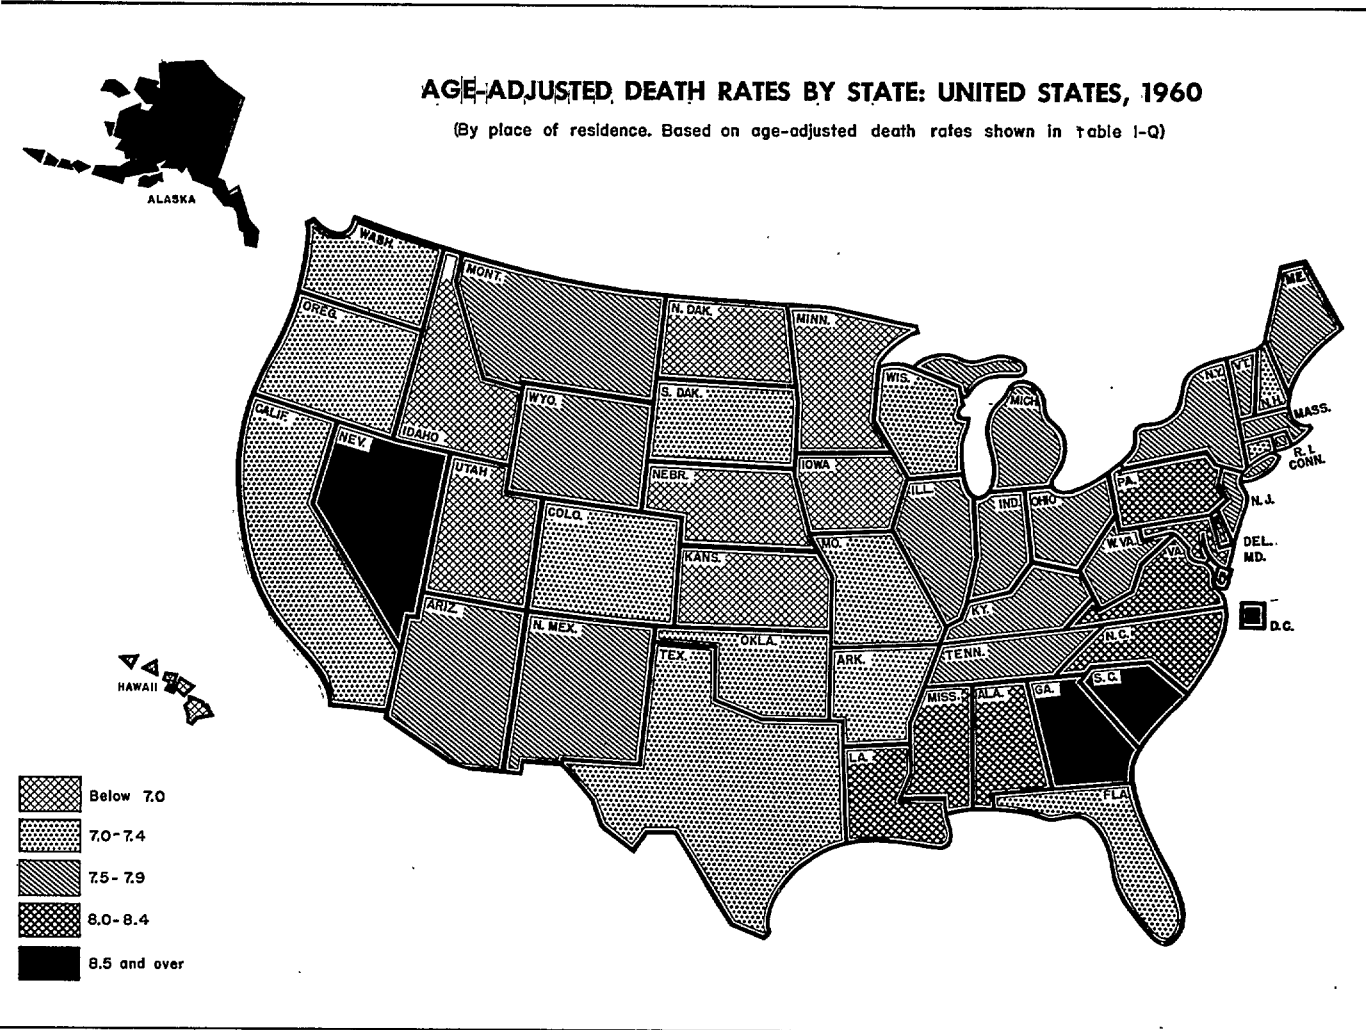 AGE-ADJUSTED DEATH RATES BY STATE: UNITED STATES, 1960
(By place of residence. Based on age-adjusted death rates shown in Table 1-Q)
ALASKA
WASH.
MONT.
ME.
OREG.
N. DAK.
MINN.
WIS.
S. DAK.
MICH.
N.Y.
VT.
N.H.
MASS.
CALIF.
NEV.
IDAHO
WYO.
R. I.
CONN.
UTAH
NEBR.
IOWA
ILL.
IND.
OHIO
PA.
N. J.
COLO.
MO.
W. VA.
VA.
DEL.
MD.
KANS.
ARIZ.
N. MEX.
OKLA.
KY.
D.C.
TEX.
ARK.
TENN.
N.C.
S. C.
HAWAII
MISS.
ALA.
GA.
LA.
FLA.
Below 7.0
7.0-7.4
7.5-7.9
8.0-8.4
8.5 and over